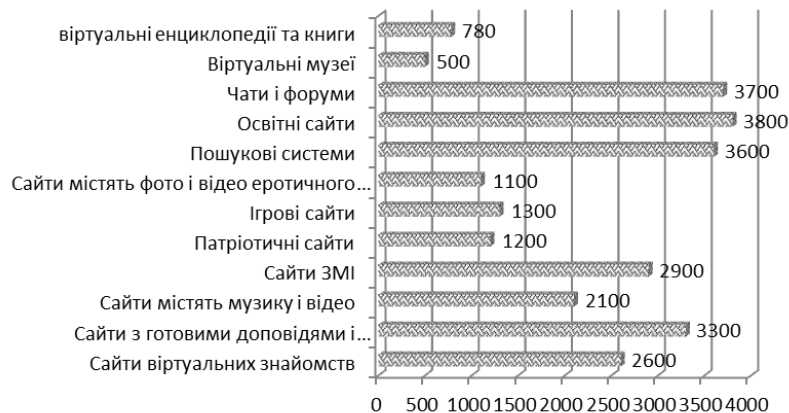 віртуальні енциклопедії та книги 780
Віртуальні музеї 500
Чати і форуми 3700
Освітні сайти 3800
Пошукові системи 3600
Сайти містять фото і відео еротичного... 1100
Ігрові сайти 1300
Патріотичні сайти 1200
Сайти ЗМІ 2900
Сайти містять музику і відео 2100
Сайти з готовими доповідями і... 3300
Сайти віртуальних знайомств 2600
0 500 1000 1500 2000 2500 3000 3500 4000